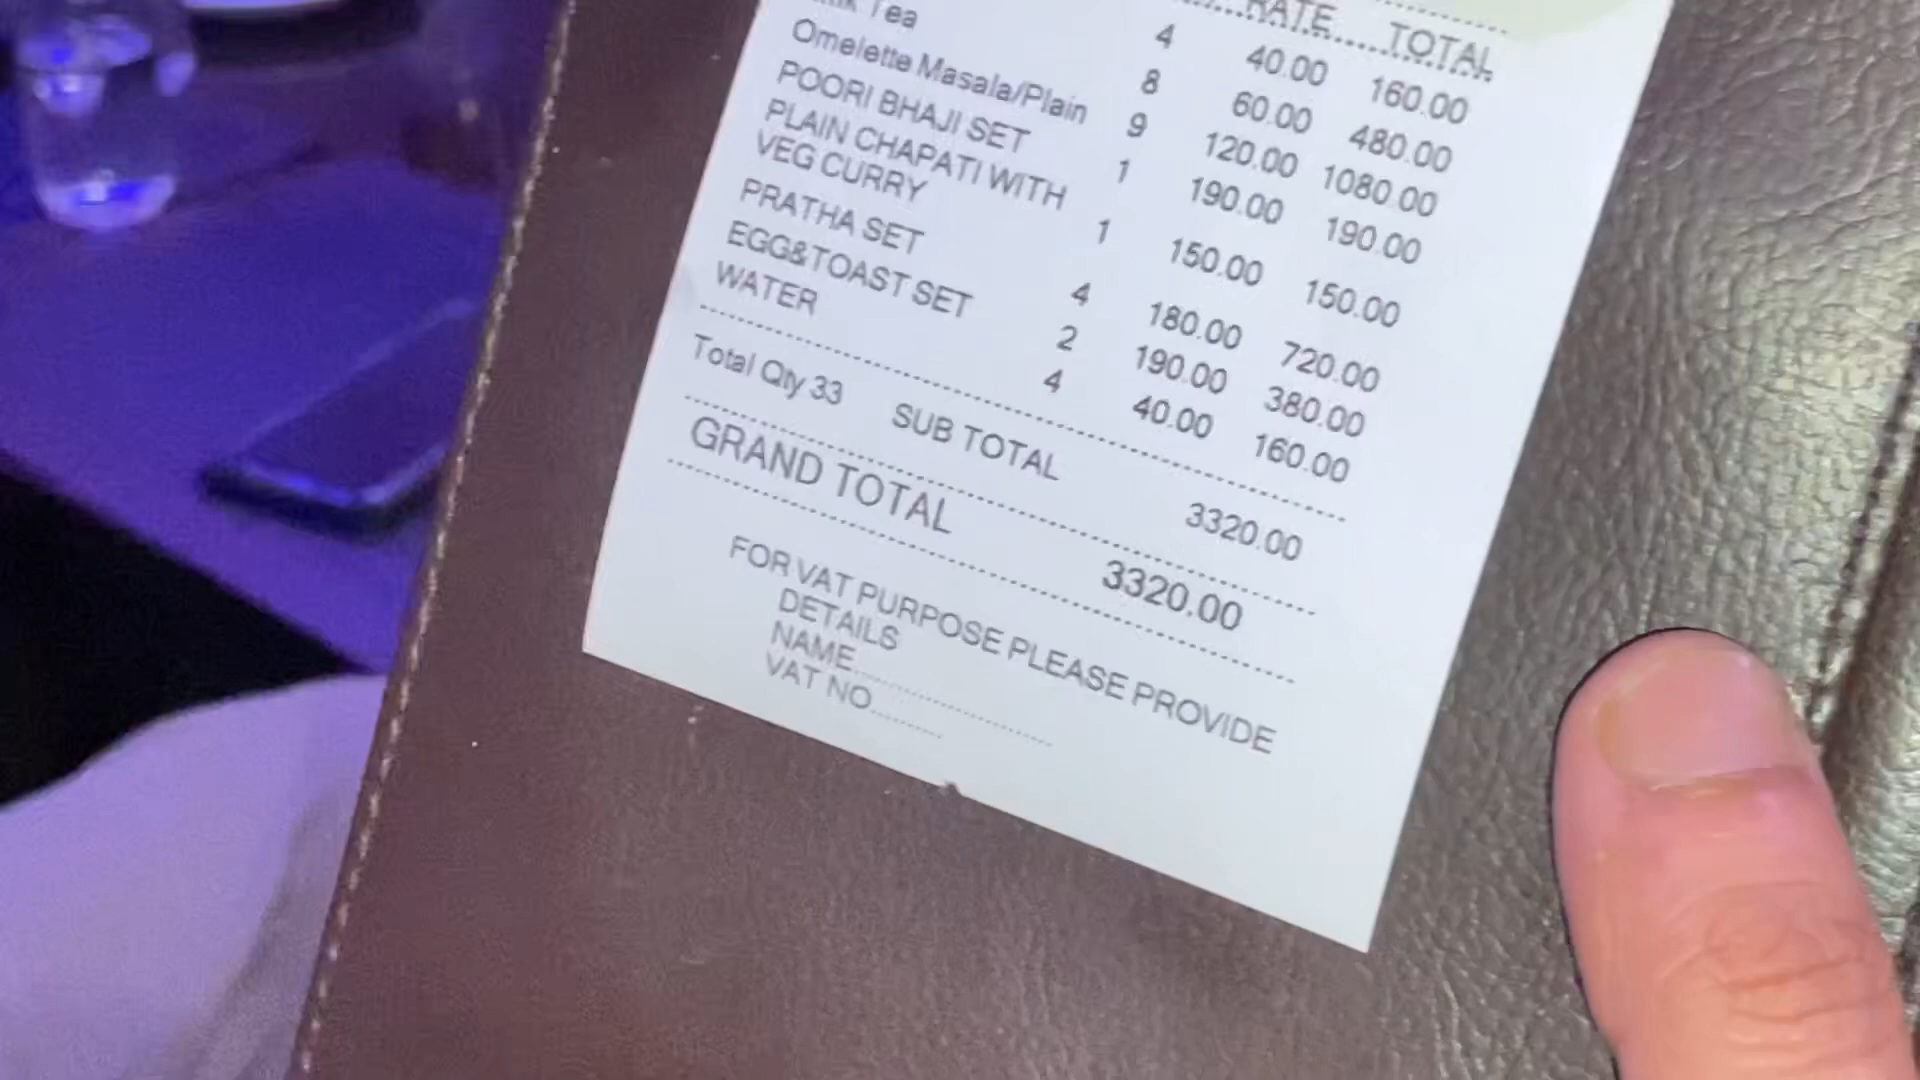 RATE TOTAL
Tea 4 40.00 160.00
Omelette Masala/Plain 8 60.00 480.00
POORI BHAJI SET 9 120.00 1080.00
PLAIN CHAPATI WITH 1 190.00 190.00
VEG CURRY
PRATHA SET 1 150.00 150.00
EGG&TOAST SET 4 180.00 720.00
WATER 2 190.00 380.00
4 40.00 160.00
Total Qty 33 SUB TOTAL 3320.00
GRAND TOTAL 3320.00
FOR VAT PURPOSE PLEASE PROVIDE
DETAILS
NAME....................
VAT NO.......